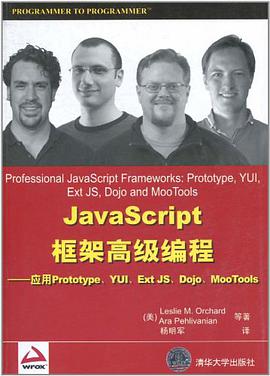 PROGRAMMER TO PROGRAMMER™
Professional JavaScript Frameworks: Prototype, YUI,
Ext JS, Dojo and MooTools
JavaScript
框架高级编程
——应用Prototype、YUI、Ext JS、Dojo、MooTools
(美) Leslie M. Orchard 等著
Ara Pehlivanian
杨明军 译
wrox
清华大学出版社